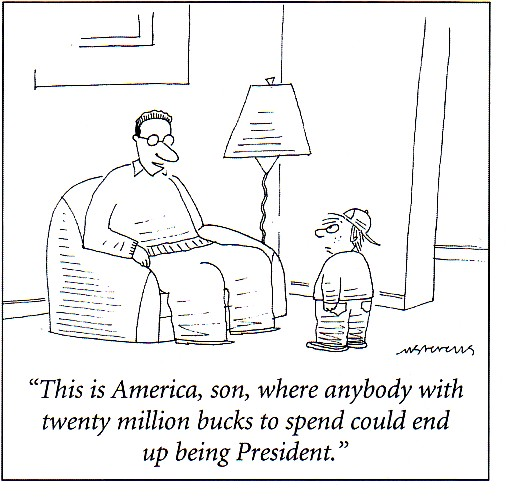 “This is America, son, where anybody with
twenty million bucks to spend could end
up being President.”